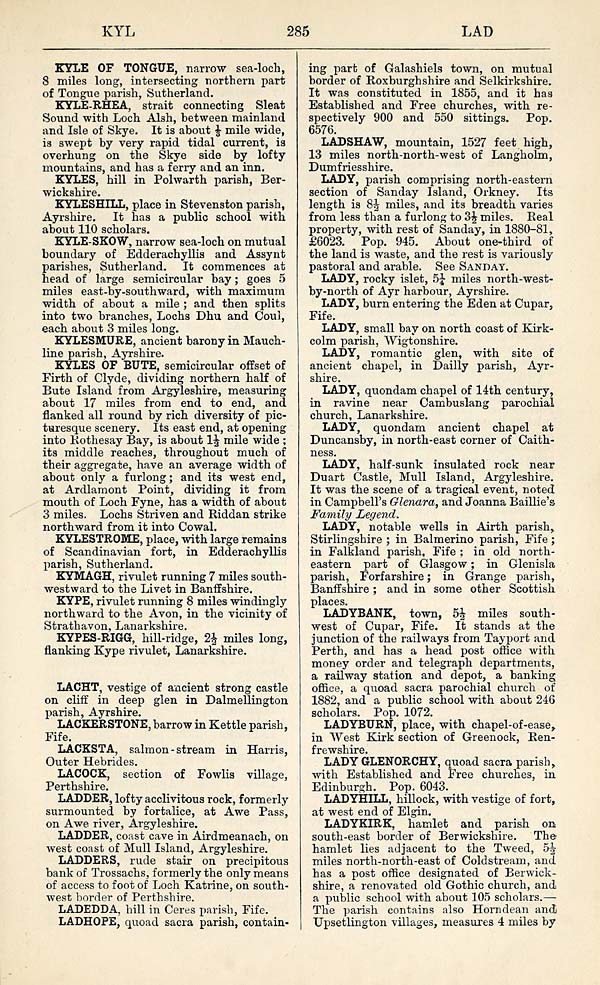 KYL 285 LAD
KYLE OF TONGUE, narrow sea-loch,
8 miles long, intersecting northern part
of Tongue parish, Sutherland.
KYLE-RHEA, strait connecting Sleat
Sound with Loch Alsh, between mainland
and Isle of Skye. It is about ⅓ mile wide,
is swept by very rapid tidal current, is
overhung on the Skye side by lofty
mountains, and has a ferry and an inn.
KYLES, hill in Polwarth parish, Ber-
wickshire.
KYLESHILL, place in Stevenston parish,
Ayrshire. It has a public school with
about 110 scholars.
KYLE-SKOW, narrow sea-loch on mutual
boundary of Edderachyllis and Assynt
parishes, Sutherland. It commences at
head of large semicircular bay; goes 5
miles east-by-southward, with maximum
width of about a mile; and then splits
into two branches, Lochs Dhu and Coul,
each about 3 miles long.
KYLESMURE, ancient barony in Mauch-
line parish, Ayrshire.
KYLES OF BUTE, semicircular offset of
Firth of Clyde, dividing northern half of
Bute Island from Argyleshire, measuring
about 17 miles from end to end, and
flanked all round by rich diversity of pic-
turesque scenery. Its east end, at opening
into Rothesay Bay, is about 1½ mile wide;
its middle reaches, throughout much of
their aggregate, have an average width of
about only a furlong; and its west end,
at Ardlamont Point, dividing it from
mouth of Loch Fyne, has a width of about
3 miles. Lochs Striven and Riddan strike
northward from it into Cowal.
KYLESTROME, place, with large remains
of Scandinavian fort, in Edderachyllis
parish, Sutherland.
KYMAGH, rivulet running 7 miles south-
westward to the Livet in Banffshire.
KYPE, rivulet running 8 miles windingly
northward to the Avon, in the vicinity of
Strathavon, Lanarkshire.
KYPES-RIGG, hill-ridge, 2½ miles long,
flanking Kype rivulet, Lanarkshire.
LACHT, vestige of ancient strong castle
on cliff in deep glen in Dalmellington
parish, Ayrshire.
LACKERSTONE, barrow in Kettle parish,
Fife.
LACKSTA, salmon-stream in Harris,
Outer Hebrides.
LACOCK, section of Fowlis village,
Perthshire.
LADDER, lofty acclivitous rock, formerly
surmounted by fortalice, at Awe Pass,
on Awe river, Argyleshire.
LADDER, coast cave in Airdmeanach, on
west coast of Mull Island, Argyleshire.
LADDERS, rude stair on precipitous
bank of Trossachs, formerly the only means
of access to foot of Loch Katrine, on south-
west border of Perthshire.
LADEDDA, hill in Ceres parish, Fife.
LADHOPE, quoad sacra parish, contain-
ing part of Galashiels town, on mutual
border of Roxburghshire and Selkirkshire.
It was constituted in 1855, and it has
Established and Free churches, with re-
spectively 900 and 550 sittings. Pop.
6576.
LADSHAW, mountain, 1527 feet high,
13 miles north-north-west of Langholm,
Dumfriesshire.
LADY, parish comprising north-eastern
section of Sanday Island, Orkney. Its
length is 8½ miles, and its breadth varies
from less than a furlong to 3½ miles. Real
property, with rest of Sanday, in 1880-81,
£6023. Pop. 945. About one-third of
the land is waste, and the rest is variously
pastoral and arable. See SANDAY.
LADY, rocky islet, 5¼ miles north-west-
by-north of Ayr harbour, Ayrshire.
LADY, burn entering the Eden at Cupar,
Fife.
LADY, small bay on north coast of Kirk-
colm parish, Wigtonshire.
LADY, romantic glen, with site of
ancient chapel, in Dailly parish, Ayr-
shire.
LADY, quondam chapel of 14th century,
in ravine near Cambuslang parochial
church, Lanarkshire.
LADY, quondam ancient chapel at
Duncansby, in north-east corner of Caith-
ness.
LADY, half-sunk insulated rock near
Duart Castle, Mull Island, Argyleshire.
It was the scene of a tragical event, noted
in Campbell's Glenara, and Joanna Baillie's
Family Legend.
LADY, notable wells in Airth parish,
Stirlingshire; in Balmerino parish, Fife;
in Falkland parish, Fife; in old north-
eastern part of Glasgow; in Glenisla
parish, Forfarshire; in Grange parish,
Banffshire; and in some other Scottish
places.
LADYBANK, town, 5½ miles south-
west of Cupar, Fife. It stands at the
junction of the railways from Tayport and
Perth, and has a head post office with
money order and telegraph departments,
a railway station and depot, a banking
office, a quoad sacra parochial church of
1882, and a public school with about 246
scholars. Pop. 1072.
LADYBURN, place, with chapel-of-ease,
in West Kirk section of Greenock, Ren-
frewshire.
LADY GLENORCHY, quoad sacra parish,
with Established and Free churches, in
Edinburgh. Pop. 6043.
LADYHILL, hillock, with vestige of fort,
at west end of Elgin.
LADYKIRK, hamlet and parish on
south-east border of Berwickshire. The
hamlet lies adjacent to the Tweed, 5½
miles north-north-east of Coldstream, and
has a post office designated of Berwick-
shire, a renovated old Gothic church, and
a public school with about 105 scholars.—
The parish contains also Horndean and
Upsetlington villages, measures 4 miles by